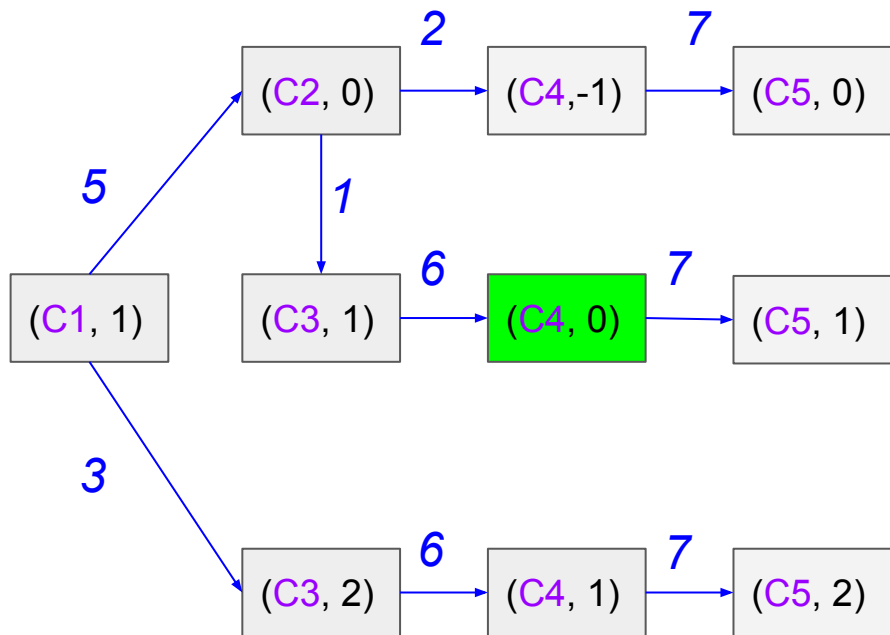 2 7
(C2, 0) (C4,-1) (C5, 0)
5 1
6 7
(C1, 1) (C3, 1) (C4, 0) (C5, 1)
3
6 7
(C3, 2) (C4, 1) (C5, 2)